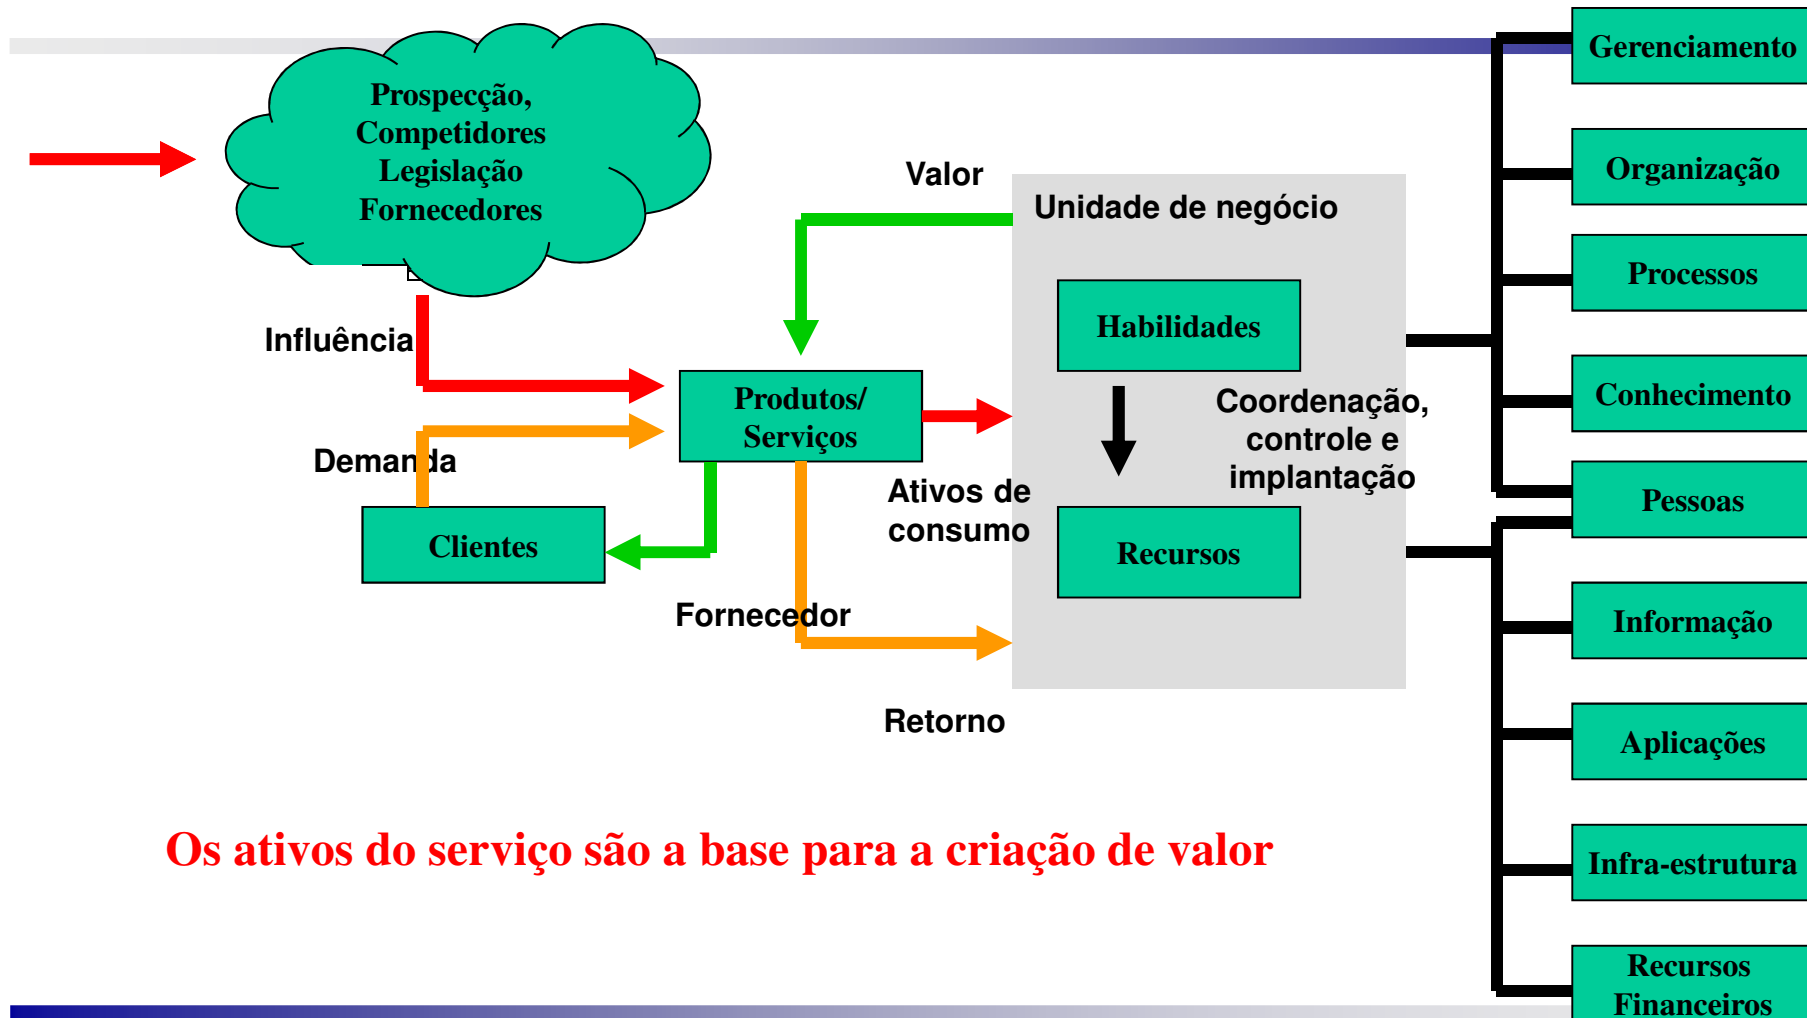 Prospecção,
Competidores
Legislação
Fornecedores
Influência
Demanda
Clientes
Produtos/
Serviços
Valor
Ativos de
consumo
Fornecedor
Retorno
Unidade de negócio
Habilidades
Coordenação,
controle e
implantação
Recursos
Gerenciamento
Organização
Processos
Conhecimento
Pessoas
Informação
Aplicações
Infra-estrutura
Recursos
Financeiros
Os ativos do serviço são a base para a criação de valor